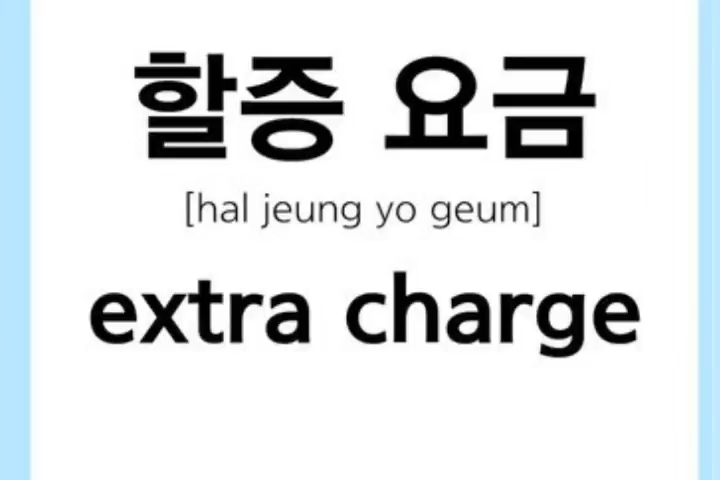 할증 요금
[hal jeung yo geum]
extra charge